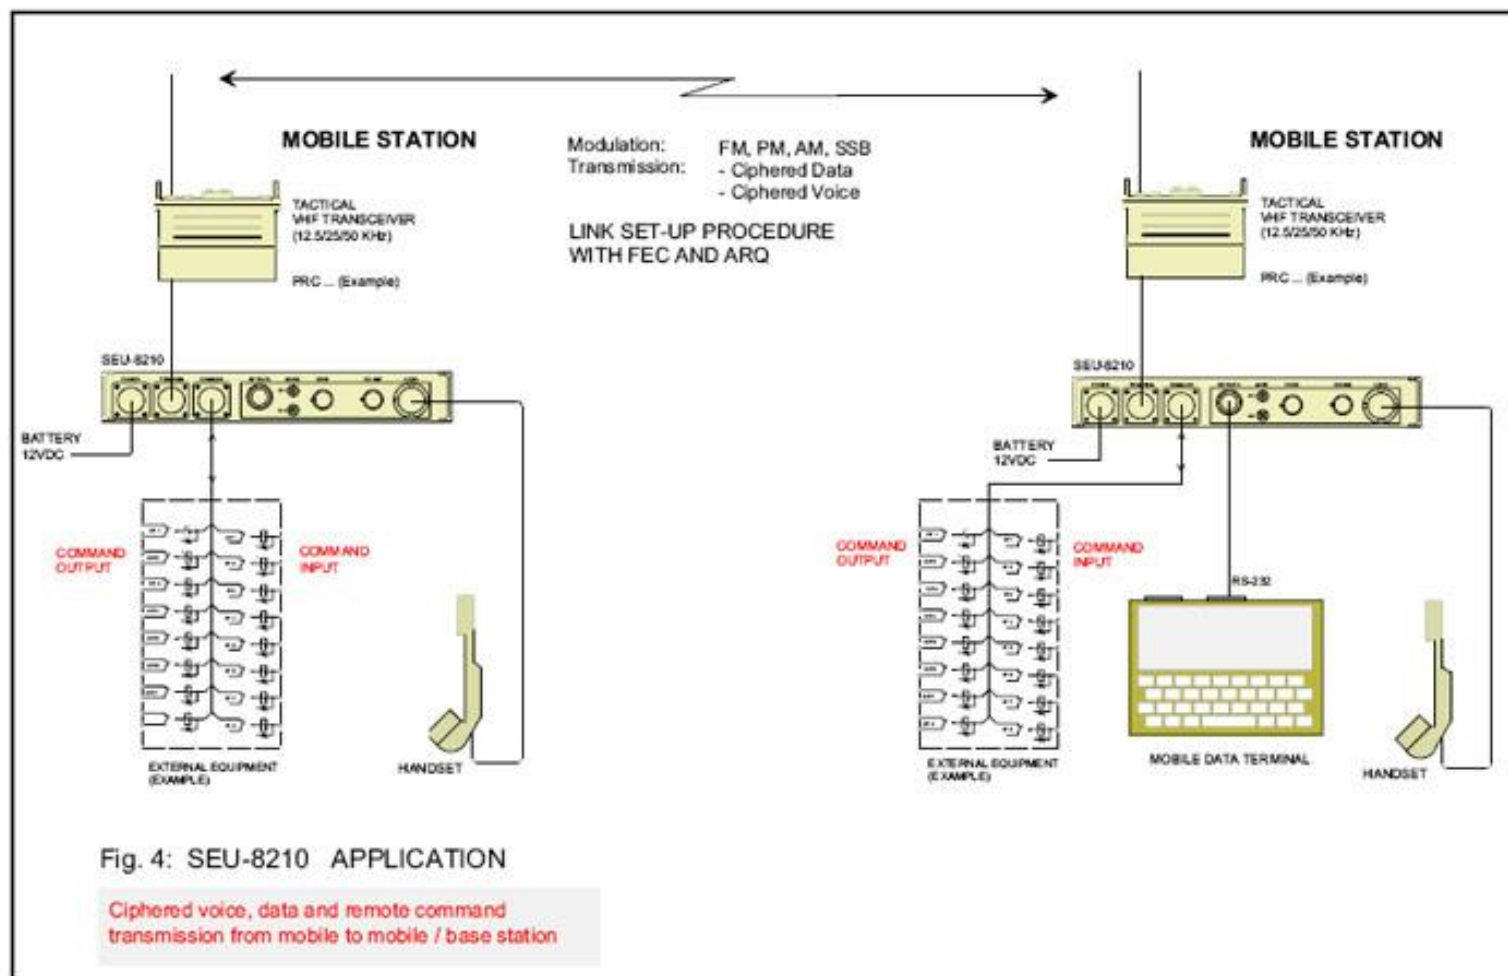 MOBILE STATION
TACTICAL
VHF TRANSCEIVER
(12.5/25/50 KHz)
PRC ... (Example)
SEU-8210
BATTERY
12VDC
COMMAND
OUTPUT
COMMAND
INPUT
EXTERNAL EQUIPMENT
(EXAMPLE)
HANDSET
Modulation: FM, PM, AM, SSB
Transmission: - Ciphered Data
- Ciphered Voice
LINK SET-UP PROCEDURE
WITH FEC AND ARQ
MOBILE STATION
TACTICAL
VHF TRANSCEIVER
(12.5/25/50 KHz)
PRC ... (Example)
SEU-8210
BATTERY
12VDC
COMMAND
OUTPUT
COMMAND
INPUT
RS-232
EXTERNAL EQUIPMENT
(EXAMPLE)
MOBILE DATA TERMINAL
HANDSET
Fig. 4: SEU-8210 APPLICATION
Ciphered voice, data and remote command
transmission from mobile to mobile / base station